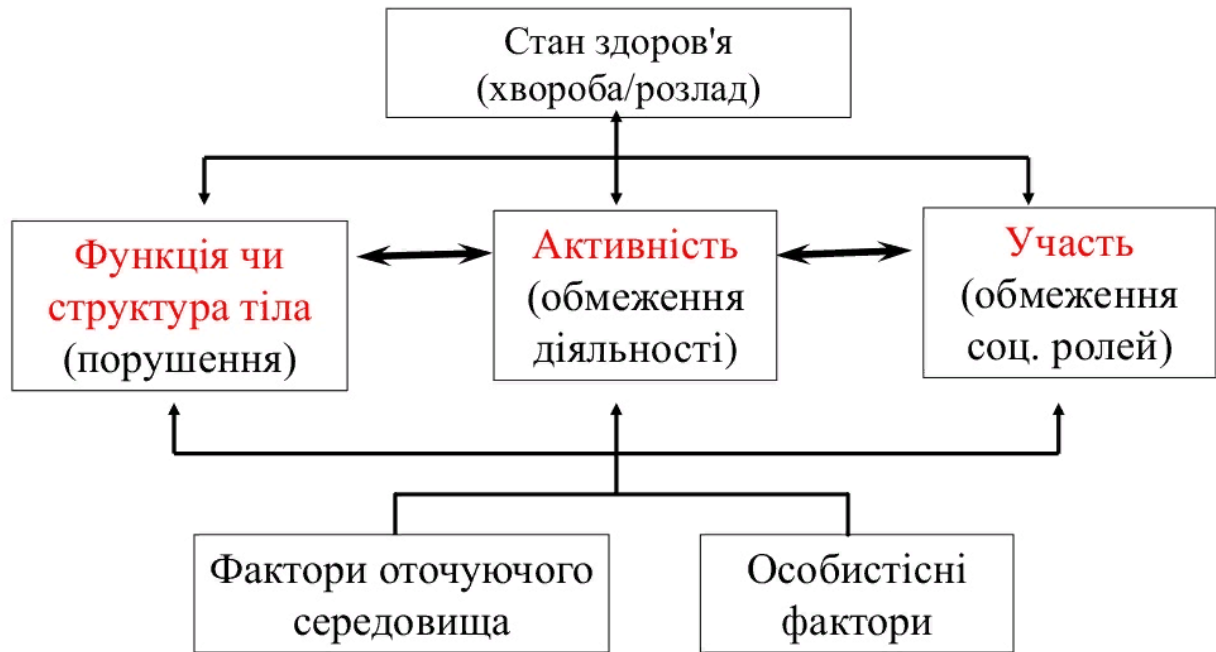 Стан здоров'я
(хвороба/розлад)
Функція чи
структура тіла
(порушення)
Активність
(обмеження
діяльності)
Участь
(обмеження
соц. ролей)
Фактори оточуючого
середовища
Особистісні
фактори